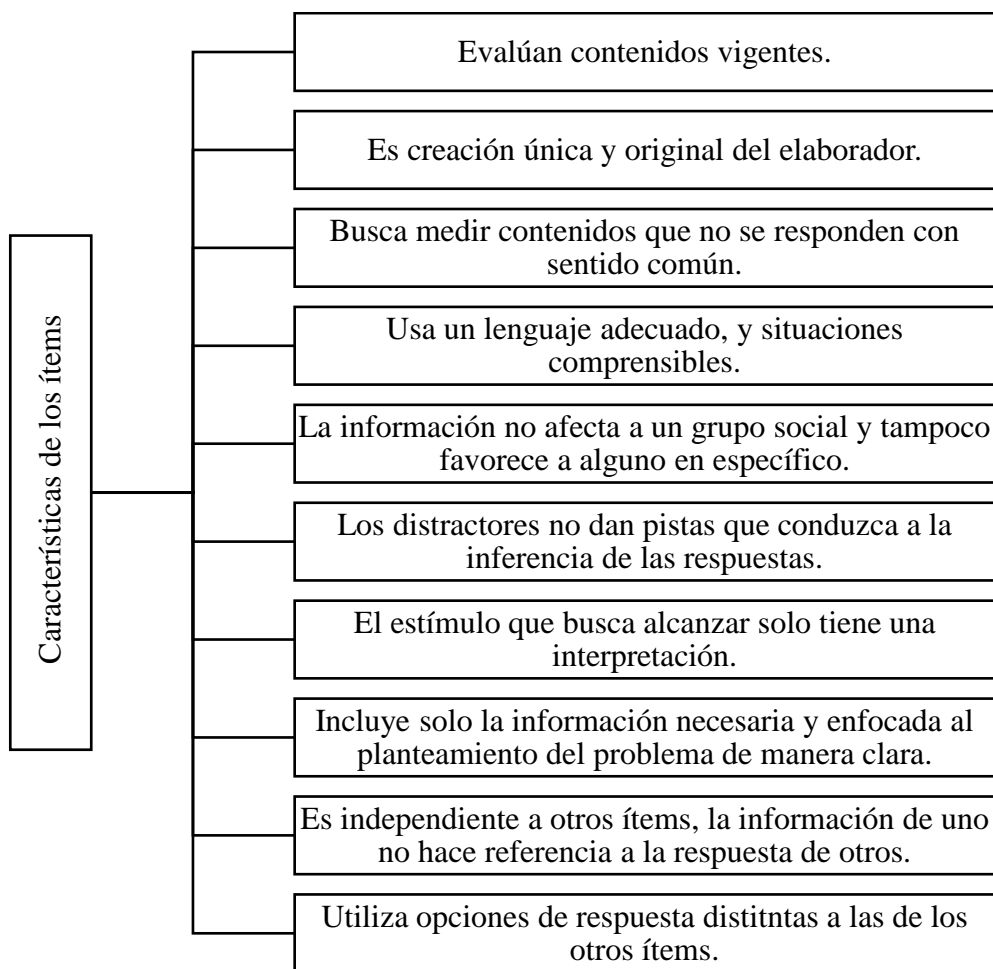 Características de los ítems
Evalúan contenidos vigentes.
Es creación única y original del elaborador.
Busca medir contenidos que no se responden con
sentido común.
Usa un lenguaje adecuado, y situaciones
comprensibles.
La información no afecta a un grupo social y tampoco
favorece a alguno en específico.
Los distractores no dan pistas que conduzca a la
inferencia de las respuestas.
El estímulo que busca alcanzar solo tiene una
interpretación.
Incluye solo la información necesaria y enfocada al
planteamiento del problema de manera clara.
Es independiente a otros ítems, la información de uno
no hace referencia a la respuesta de otros.
Utiliza opciones de respuesta distitntas a las de los
otros ítems.